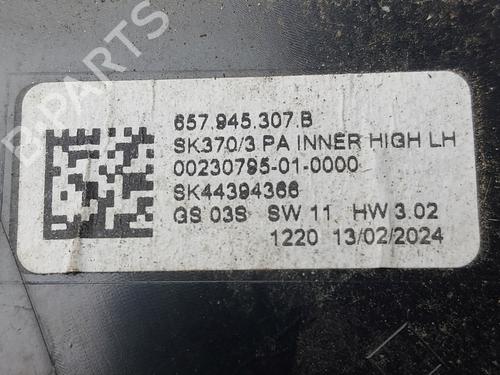 B-PARTS
657.945.307.B
SK370/3 PA INNER HIGH LH
00230795-01-0000
SK44394366
GS 03S SW 11 HW 3.02
1220 13/02/2024